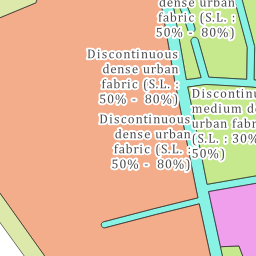 dense urban
fabric (S.L. :
50% - 80%)
Discontinuous
dense urban
fabric (S.L. :
50% - 80%)
Discontinuous
dense urban
fabric (S.L. :
50% - 80%)
Discontinu
medium de
urban fabr
(S.L. : 30%
50%)